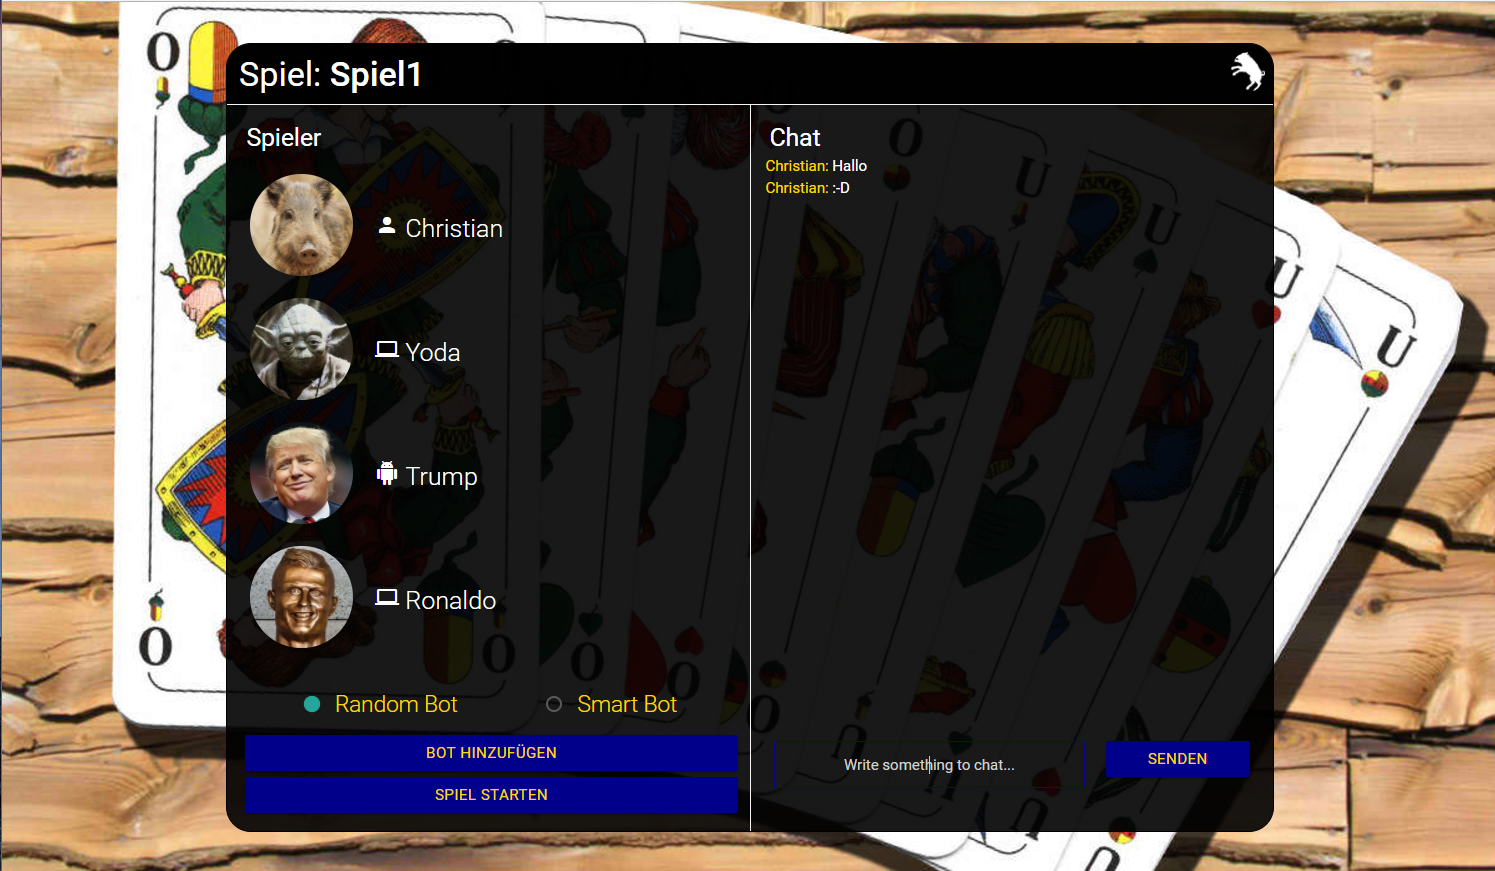 Spiel: Spiel1
Spieler
Christian
Yoda
Trump
Ronaldo
Random Bot
Smart Bot
BOT HINZUFÜGEN
SPIEL STARTEN
Chat
Christian: Hallo
Christian: :-D
Write something to chat...
SENDEN
O
O
O
O
O
O
U
U
U
U
U
U
U
O
O